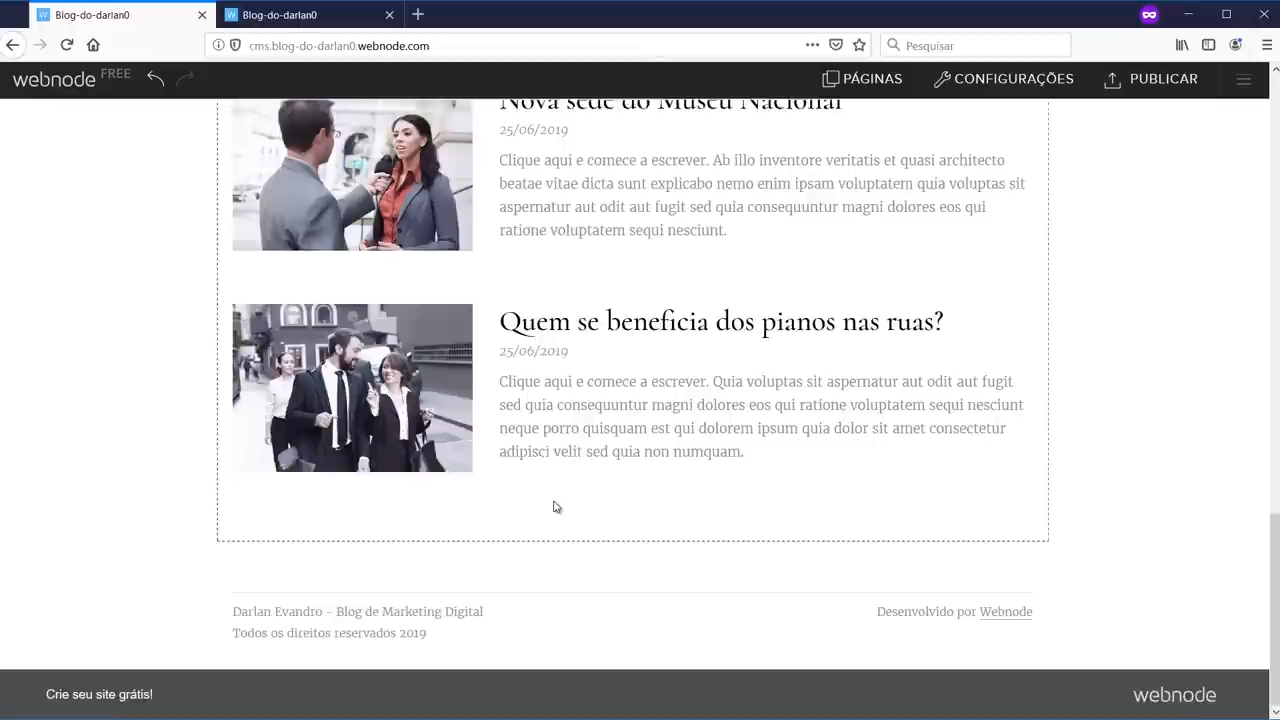 Blog-do-darlan0
Blog-do-darlan0
cms.blog-do-darlan0.webnode.com
Pesquisar
webnode FREE
PÁGINAS
CONFIGURAÇÕES
PUBLICAR
Nova sede do Museu Nacional
25/06/2019
Clique aqui e comece a escrever. Ab illo inventore veritatis et quasi architecto
beatae vitae dicta sunt explicabo nemo enim ipsam voluptatem quia voluptas sit
aspernatur aut odit aut fugit sed quia consequuntur magni dolores eos qui
ratione voluptatem sequi nesciunt.
Quem se beneficia dos pianos nas ruas?
25/06/2019
Clique aqui e comece a escrever. Quia voluptas sit aspernatur aut odit aut fugit
sed quia consequuntur magni dolores eos qui ratione voluptatem sequi nesciunt
neque porro quisquam est qui dolorem ipsum quia dolor sit amet consectetur
adipisci velit sed quia non numquam.
Darlan Evandro - Blog de Marketing Digital
Todos os direitos reservados 2019
Desenvolvido por Webnode
Crie seu site grátis!
webnode